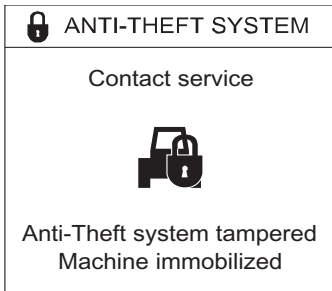 ANTI-THEFT SYSTEM
Contact service
Anti-Theft system tampered
Machine immobilized